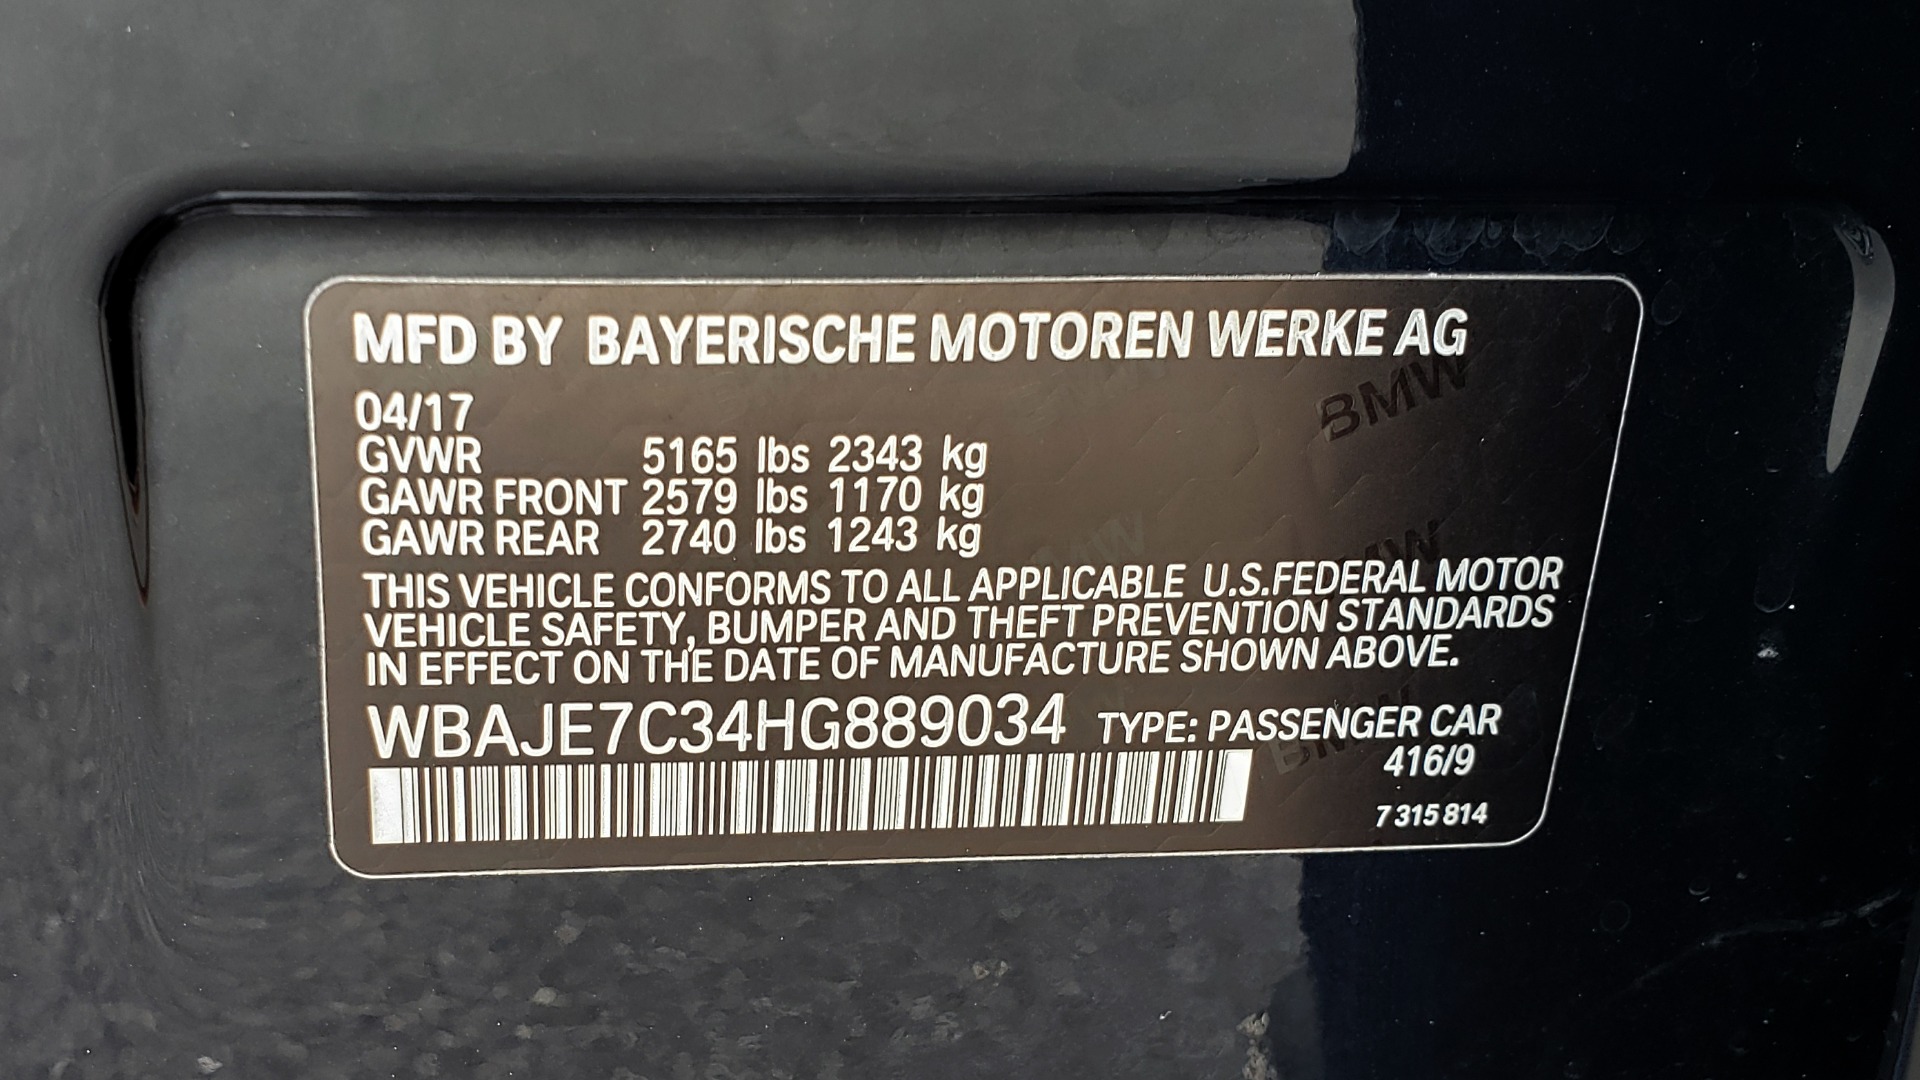 MFD BY BAYERISCHE MOTOREN WERKE AG
BMW
04/17
GVWR 5165 lbs 2343 kg
GAWR FRONT 2579 lbs 1170 kg
GAWR REAR 2740 lbs 1243 kg
BMW
BMW
THIS VEHICLE CONFORMS TO ALL APPLICABLE U.S.FEDERAL MOTOR
VEHICLE SAFETY, BUMPER AND THEFT PREVENTION STANDARDS
IN EFFECT ON THE DATE OF MANUFACTURE SHOWN ABOVE.
WBAJE7C34HG889034 TYPE: PASSENGER CAR
416/9
7 315 814